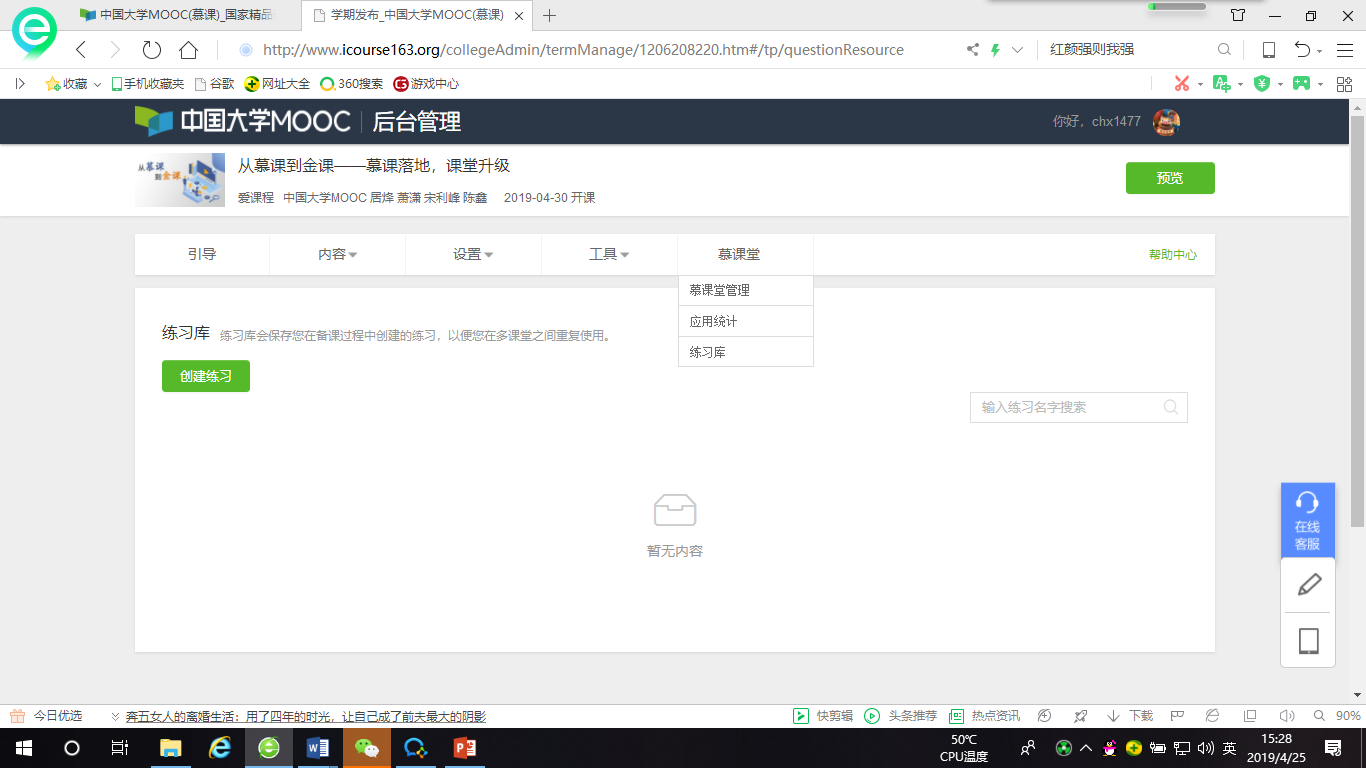 中国大学MOOC(慕课)_国家精品
学期发布_中国大学MOOC(慕课)
http://www.icourse163.org/collegeAdmin/termManage/1206208220.htm#/tp/questionResource
红颜强则我强
收藏 手机收藏夹 谷歌 网址大全 360搜索 游戏中心
中国大学MOOC 后台管理
你好，chx1477
从慕课
到金课
从慕课到金课——慕课落地，课堂升级
预览
爱课程 中国大学MOOC 居烽 萧潇 宋利峰 陈鑫 2019-04-30 开课
引导 内容 设置 工具 慕课堂 帮助中心
慕课堂管理
应用统计
练习库
练习库 练习库会保存您在备课过程中创建的练习，以便您在多课堂之间重复使用。
创建练习
输入练习名字搜索
暂无内容
在线
客服
今日优选 奔五女人的离婚生活：用了四年的时光，让自己成了前夫最大的阴影 快剪辑 头条推荐 热点资讯 下载 90%
50℃
CPU温度
英
15:28
2019/4/25